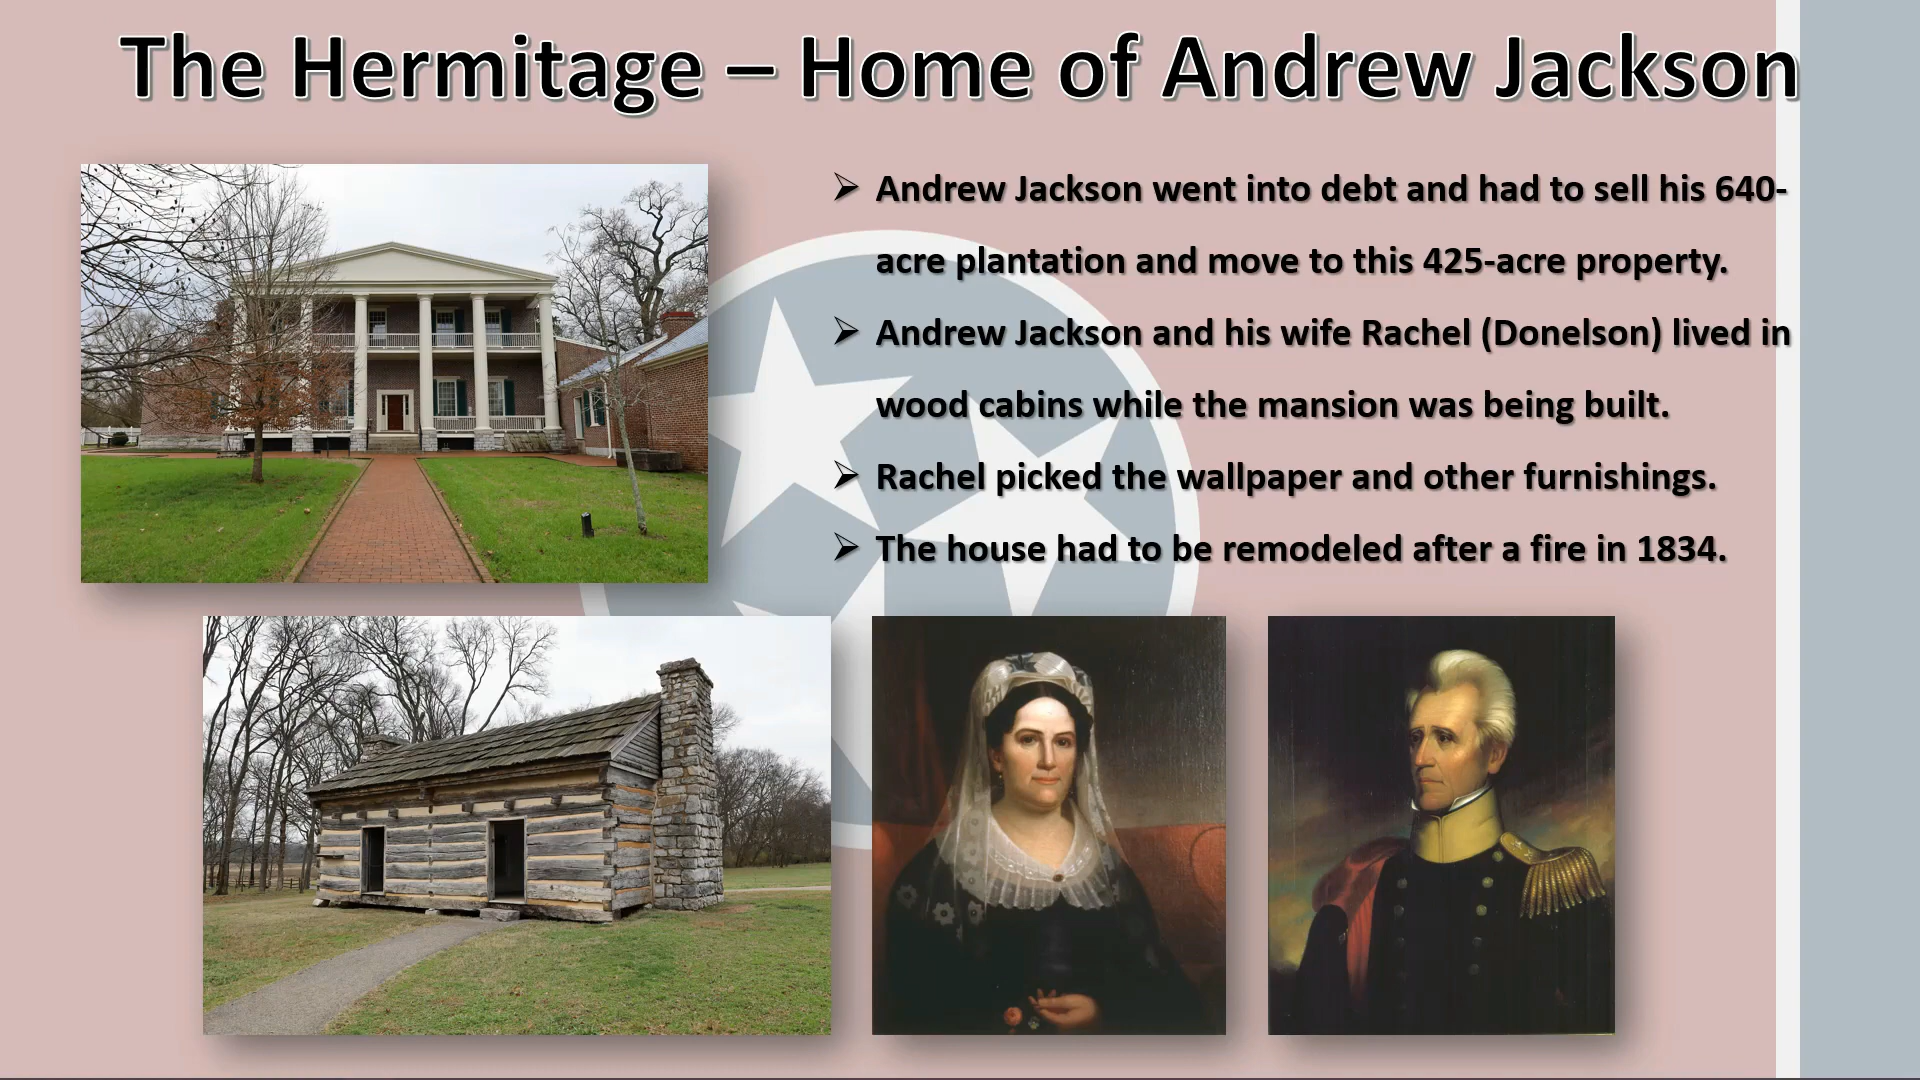 The Hermitage – Home of Andrew Jackson
➢ Andrew Jackson went into debt and had to sell his 640-
acre plantation and move to this 425-acre property.
➢ Andrew Jackson and his wife Rachel (Donelson) lived in
wood cabins while the mansion was being built.
➢ Rachel picked the wallpaper and other furnishings.
➢ The house had to be remodeled after a fire in 1834.